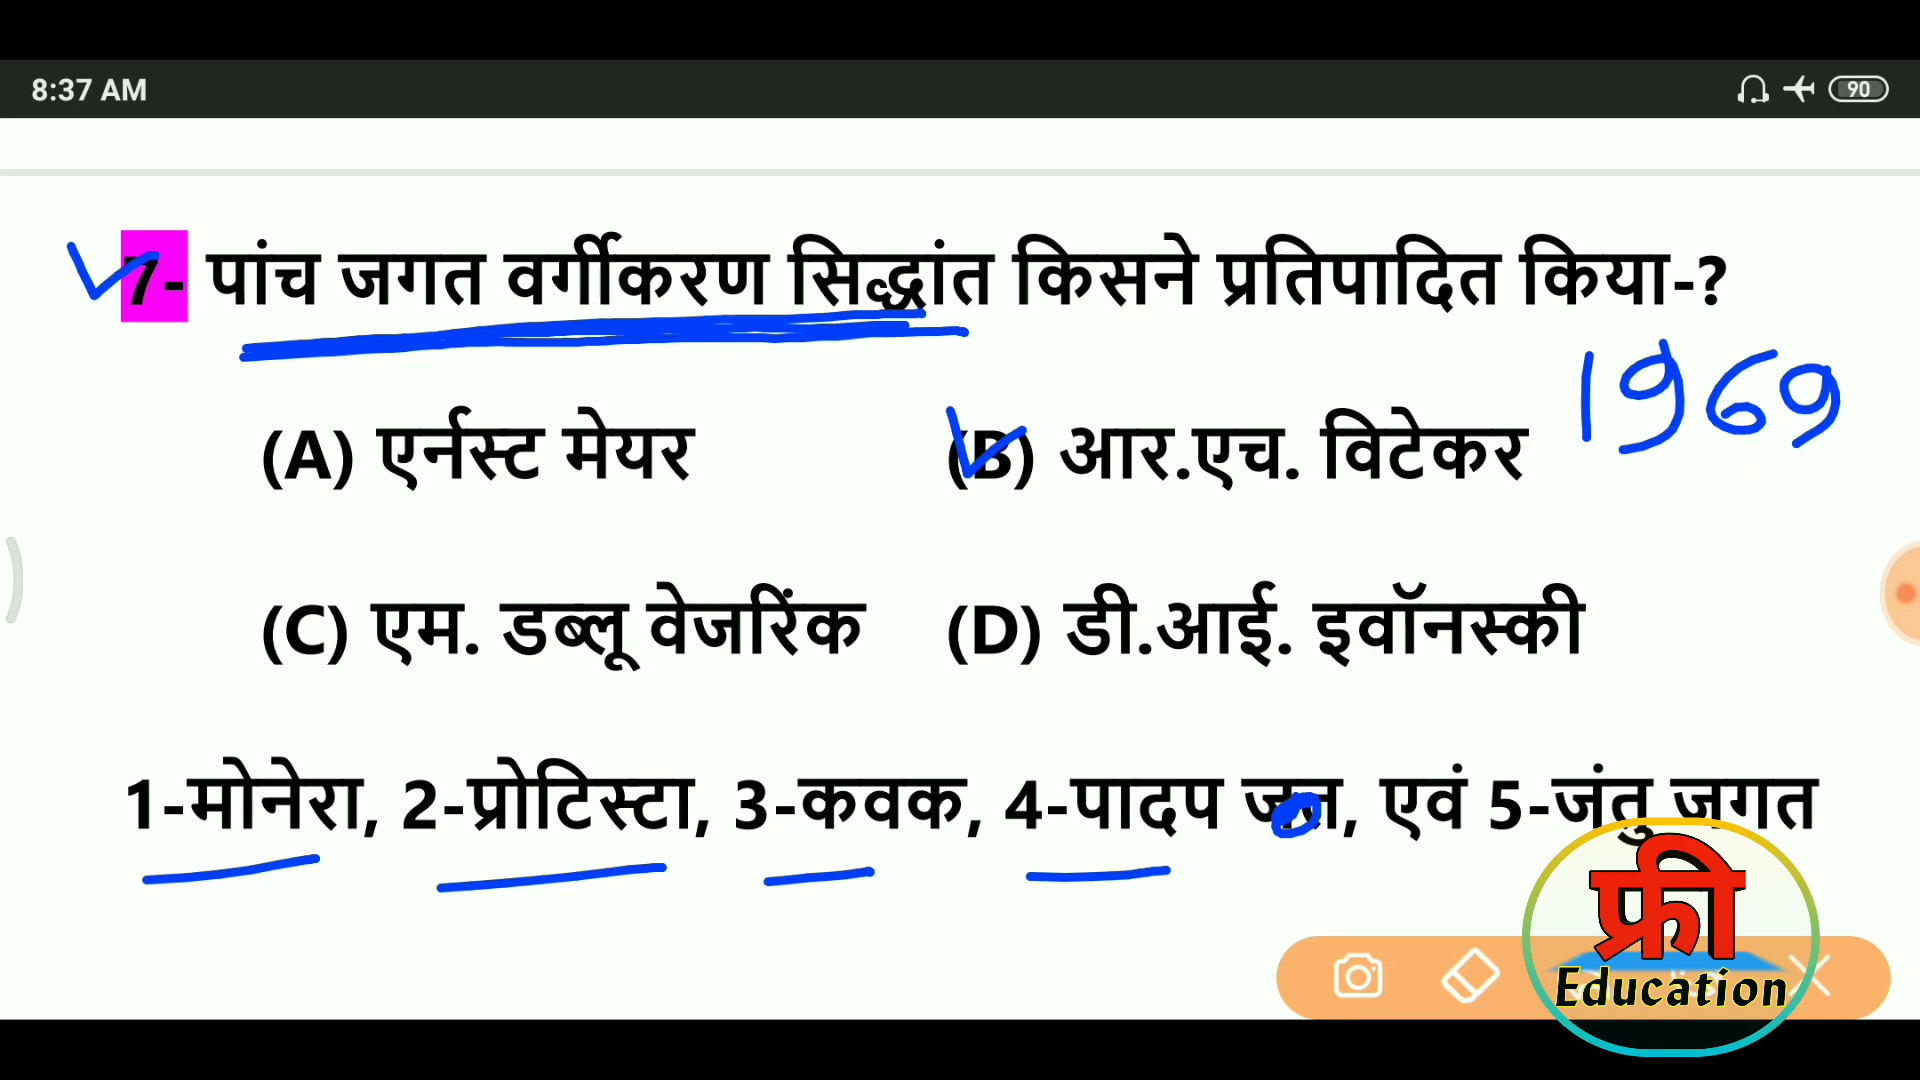 8:37 AM 90
7- पांच जगत वर्गीकरण सिद्धांत किसने प्रतिपादित किया-?
1969
(A) एर्नस्ट मेयर (B) आर.एच. विटेकर
(C) एम. डब्लू वेजरिंक (D) डी.आई. इवॉनस्की
1-मोनेरा, 2-प्रोटिस्टा, 3-कवक, 4-पादप जत, एवं 5-जंतु जगत
फ्री
Education